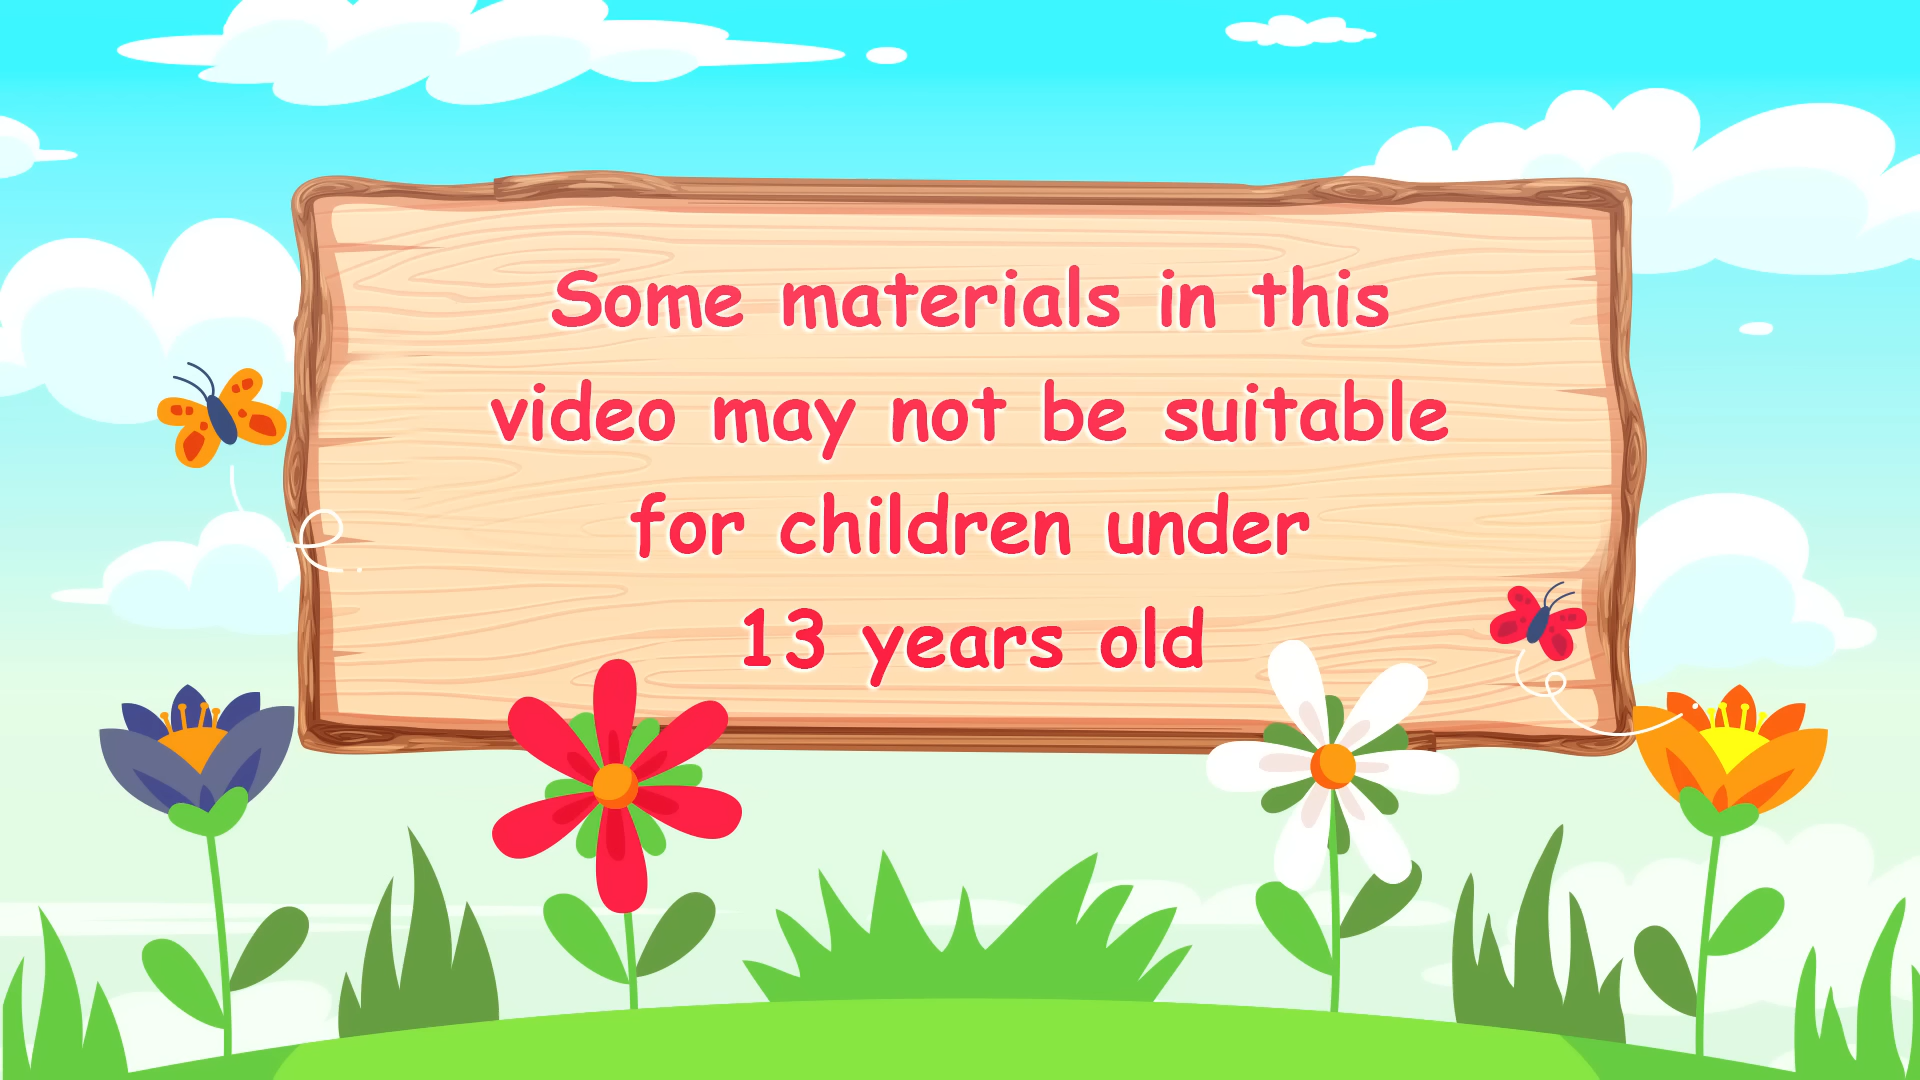 Some materials in this
video may not be suitable
for children under
13 years old